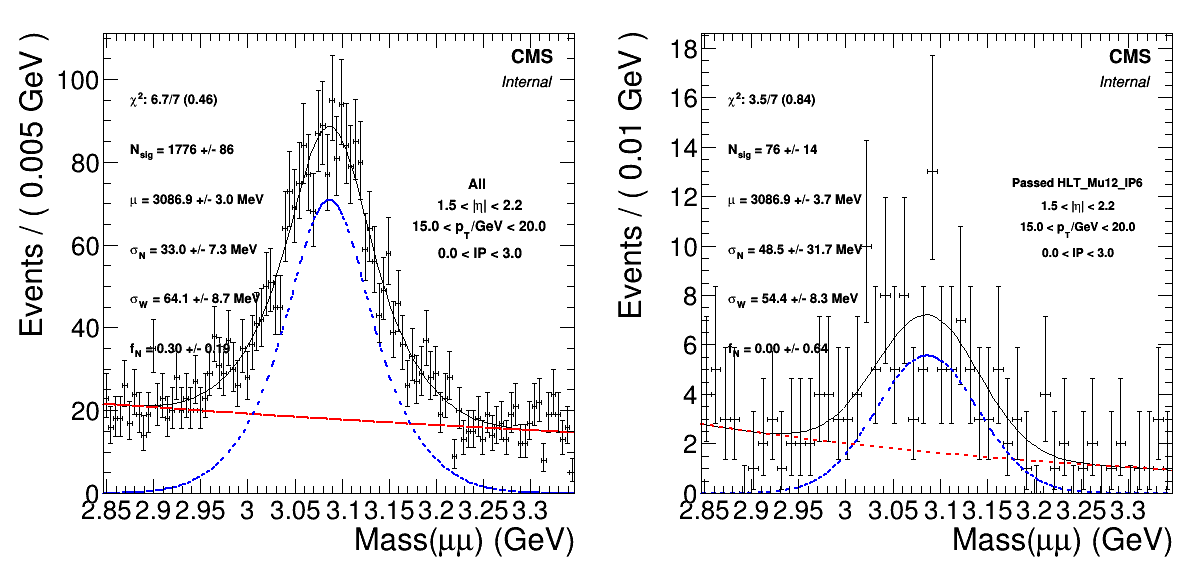 CMS
Internal
χ²: 6.7/7 (0.46)
N_sig = 1776 +/- 86
μ = 3086.9 +/- 3.0 MeV
σ_N = 33.0 +/- 7.3 MeV
σ_W = 64.1 +/- 8.7 MeV
f_N = 0.30 +/- 0.19
All
1.5 < |η| < 2.2
15.0 < p_T/GeV < 20.0
0.0 < IP < 3.0
Events / ( 0.005 GeV )
100
80
60
40
20
0
2.85 2.9 2.95 3 3.05 3.1 3.15 3.2 3.25 3.3
Mass(μμ) (GeV)
CMS
Internal
χ²: 3.5/7 (0.84)
N_sig = 76 +/- 14
μ = 3086.9 +/- 3.7 MeV
σ_N = 48.5 +/- 31.7 MeV
σ_W = 54.4 +/- 8.3 MeV
f_N = 0.00 +/- 0.64
Passed HLT_Mu12_IP6
1.5 < |η| < 2.2
15.0 < p_T/GeV < 20.0
0.0 < IP < 3.0
Events / ( 0.01 GeV )
18
16
14
12
10
8
6
4
2
0
2.85 2.9 2.95 3 3.05 3.1 3.15 3.2 3.25 3.3
Mass(μμ) (GeV)